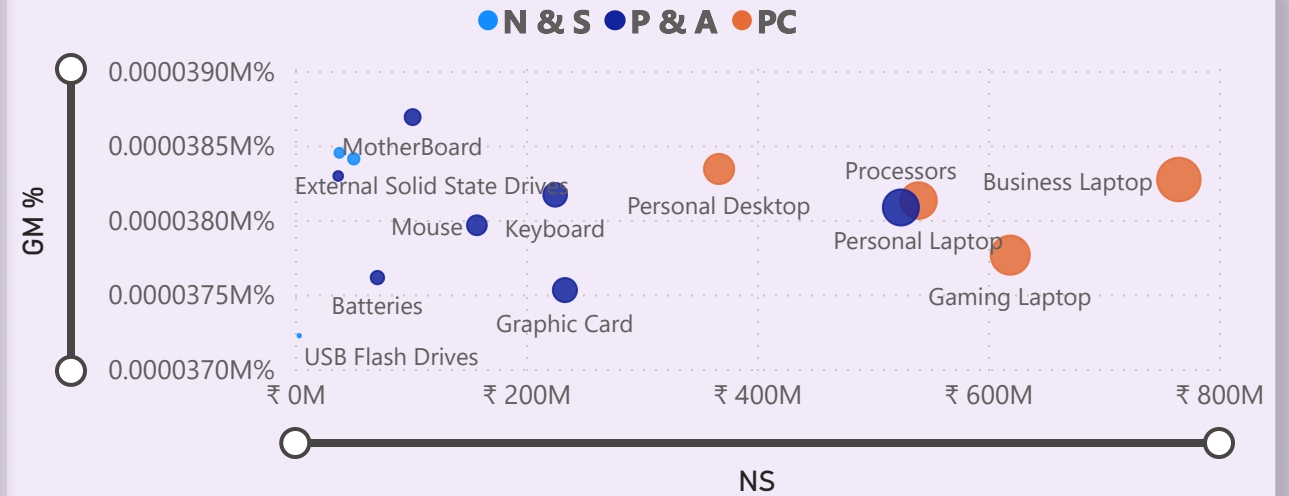 N & S P & A PC
0.0000390M%
0.0000385M%
0.0000380M%
0.0000375M%
0.0000370M%
GM %
MotherBoard
External Solid State Drives
Mouse
Keyboard
Batteries
Graphic Card
USB Flash Drives
Personal Desktop
Processors
Business Laptop
Personal Laptop
Gaming Laptop
₹ 0M ₹ 200M ₹ 400M ₹ 600M ₹ 800M
NS